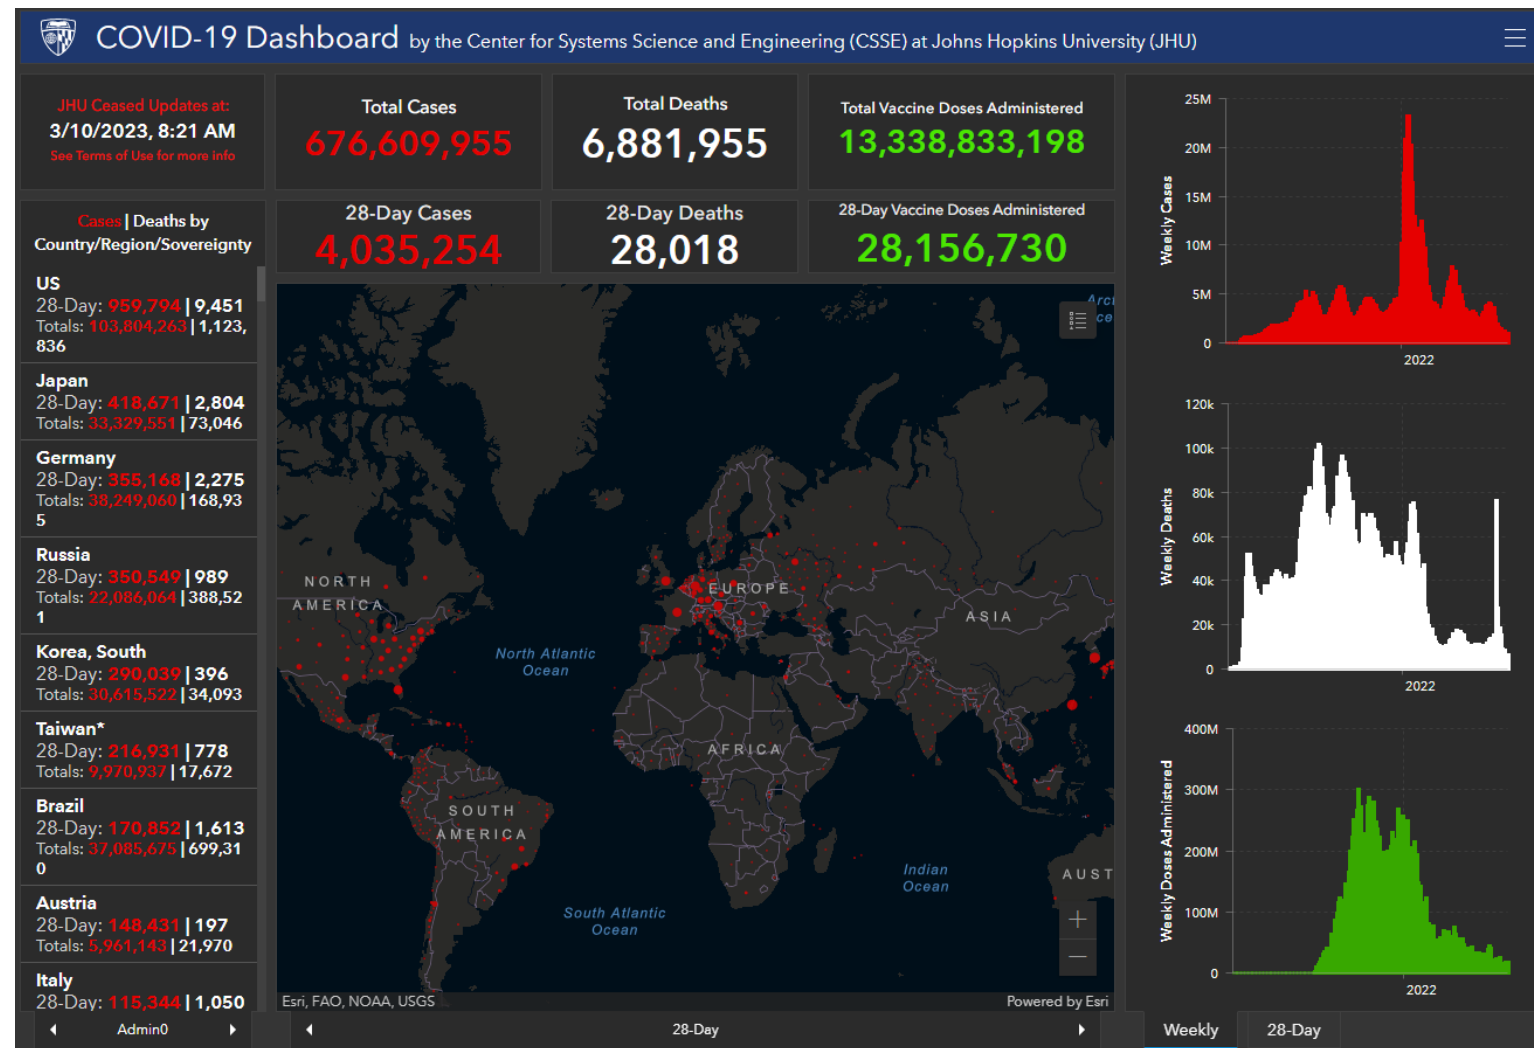 COVID-19 Dashboard by the Center for Systems Science and Engineering (CSSE) at Johns Hopkins University (JHU)
JHU Ceased Updates at:
3/10/2023, 8:21 AM
See Terms of Use for more info
Total Cases
676,609,955
Total Deaths
6,881,955
Total Vaccine Doses Administered
13,338,833,198
28-Day Cases
4,035,254
28-Day Deaths
28,018
28-Day Vaccine Doses Administered
28,156,730
Cases | Deaths by
Country/Region/Sovereignty
US
28-Day: 959,794 | 9,451
Totals: 103,804,263 | 1,123,
836
Japan
28-Day: 418,671 | 2,804
Totals: 33,329,551 | 73,046
Germany
28-Day: 355,168 | 2,275
Totals: 38,249,060 | 168,93
5
Russia
28-Day: 350,549 | 989
Totals: 22,086,064 | 388,52
1
Korea, South
28-Day: 290,039 | 396
Totals: 30,615,522 | 34,093
Taiwan*
28-Day: 216,931 | 778
Totals: 9,970,937 | 17,672
Brazil
28-Day: 170,852 | 1,613
Totals: 37,085,675 | 699,31
0
Austria
28-Day: 148,431 | 197
Totals: 5,961,143 | 21,970
Italy
28-Day: 115,344 | 1,050
Admin0
Arct
ce
NORTH
AMERICA
EUROPE
ASIA
North Atlantic
Ocean
AFRICA
SOUTH
AMERICA
Indian
Ocean
AUST
South Atlantic
Ocean
Esri, FAO, NOAA, USGS
Powered by Esri
28-Day
Weekly Cases
25M
20M
15M
10M
5M
0
2022
Weekly Deaths
120k
100k
80k
60k
40k
20k
0
2022
Weekly Doses Administered
400M
300M
200M
100M
0
2022
Weekly
28-Day